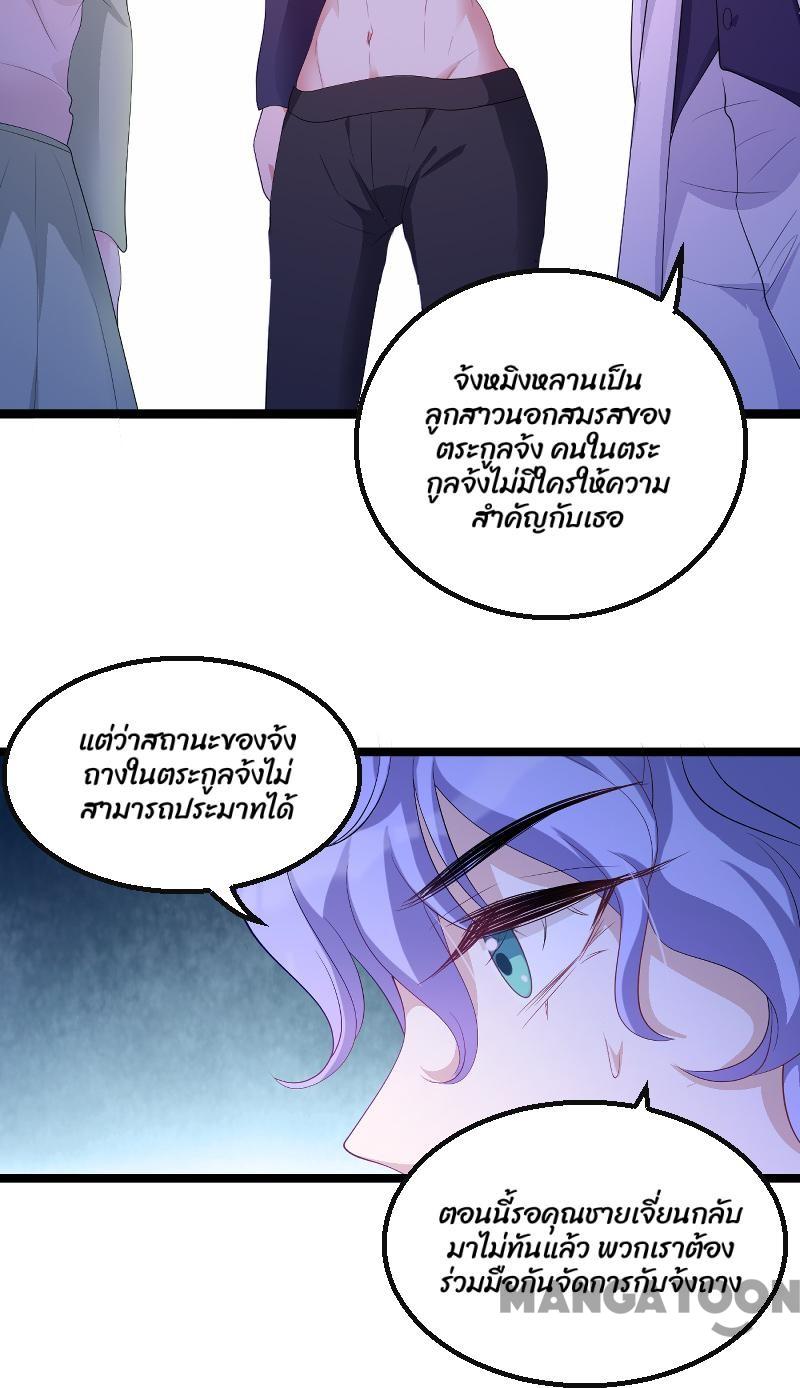 จ้งหมิงหลานเป็น
ลูกสาวนอกสมรสของ
ตระกูลจ้ง คนในตระ
กูลจ้งไม่มีใครให้ความ
สำคัญกับเธอ
แต่ว่าสถานะของจ้ง
ถางในตระกูลจ้งไม่
สามารถประมาทได้
ตอนนี้รอคุณชายเจี่ยนกลับ
มาไม่ทันแล้ว พวกเราต้อง
ร่วมมือกันจัดการกับจ้งถาง
MANGATOON